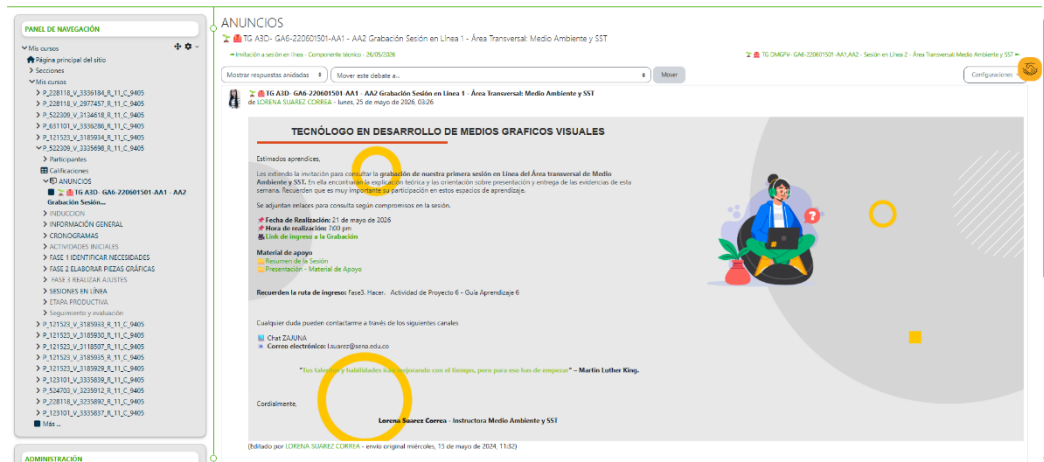 PANEL DE NAVEGACIÓN
Mis cursos
Página principal del sitio
Secciones
Mis cursos
P_228118_V_3336184_R_11_C_9405
P_228118_V_2977457_R_11_C_9405
P_522309_V_3134618_R_11_C_9405
P_631101_V_3336286_R_11_C_9405
P_121523_V_3185934_R_11_C_9405
P_522309_V_3335698_R_11_C_9405
Participantes
Calificaciones
ANUNCIOS
TG A3D- GA6-220601501-AA1 - AA2
Grabación Sesión...
INDUCCION
INFORMACIÓN GENERAL
CRONOGRAMAS
ACTIVIDADES INICIALES
FASE 1 IDENTIFICAR NECESIDADES
FASE 2 ELABORAR PIEZAS GRÁFICAS
FASE 3 REALIZAR AJUSTES
SESIONES EN LÍNEA
ETAPA PRODUCTIVA
Seguimiento y evaluación
P_121523_V_3185933_R_11_C_9405
P_121523_V_3185930_R_11_C_9405
P_121523_V_3118507_R_11_C_9405
P_121523_V_3185935_R_11_C_9405
P_121523_V_3185929_R_11_C_9405
P_123101_V_3335839_R_11_C_9405
P_524703_V_3235912_R_11_C_9405
P_228118_V_3235892_R_11_C_9405
P_123101_V_3335837_R_11_C_9405
Más ...
ADMINISTRACIÓN
ANUNCIOS
TG A3D- GA6-220601501-AA1 - AA2 Grabación Sesión en Línea 1 - Área Transversal: Medio Ambiente y SST
Invitación a sesión en línea - Componente técnico - 26/05/2026
TG DMGFV- GA6-220601501-AA1,AA2 - Sesión en Línea 2 - Área Transversal: Medio Ambiente y SST
Mostrar respuestas anidadas
Mover este debate a...
Mover
Configuraciones
TG A3D- GA6-220601501-AA1 - AA2 Grabación Sesión en Línea 1 - Área Transversal: Medio Ambiente y SST
de LORENA SUAREZ CORREA - lunes, 25 de mayo de 2026, 03:26
TECNÓLOGO EN DESARROLLO DE MEDIOS GRAFICOS VISUALES
Estimados aprendices,
Les extiendo la invitación para consultar la grabación de nuestra primera sesión en Línea del Área transversal de Medio
Ambiente y SST. En ella encontrarán la explicación teórica y las orientación sobre presentación y entrega de las evidencias de esta
semana. Recuerden que es muy importante su participación en estos espacios de aprendizaje.
Se adjuntan enlaces para consulta según compromisos en la sesión.
Fecha de Realización: 21 de mayo de 2026
Hora de realización: 7:00 pm
Link de ingreso a la Grabación
Material de apoyo
Resumen de la Sesión
Presentación - Material de Apoyo
Recuerden la ruta de ingreso: Fase3. Hacer. Actividad de Proyecto 6 - Guía Aprendizaje 6
Cualquier duda pueden contactarme a través de los siguientes canales
Chat ZAJUNA
Correo electrónico: lsuarez@sena.edu.co
"Tus talentos y habilidades irán mejorando con el tiempo, pero para eso has de empezar" – Martin Luther King.
Cordialmente,
Lorena Suarez Correa - Instructora Medio Ambiente y SST
(Editado por LORENA SUAREZ CORREA - envío original miércoles, 15 de mayo de 2024, 11:32)